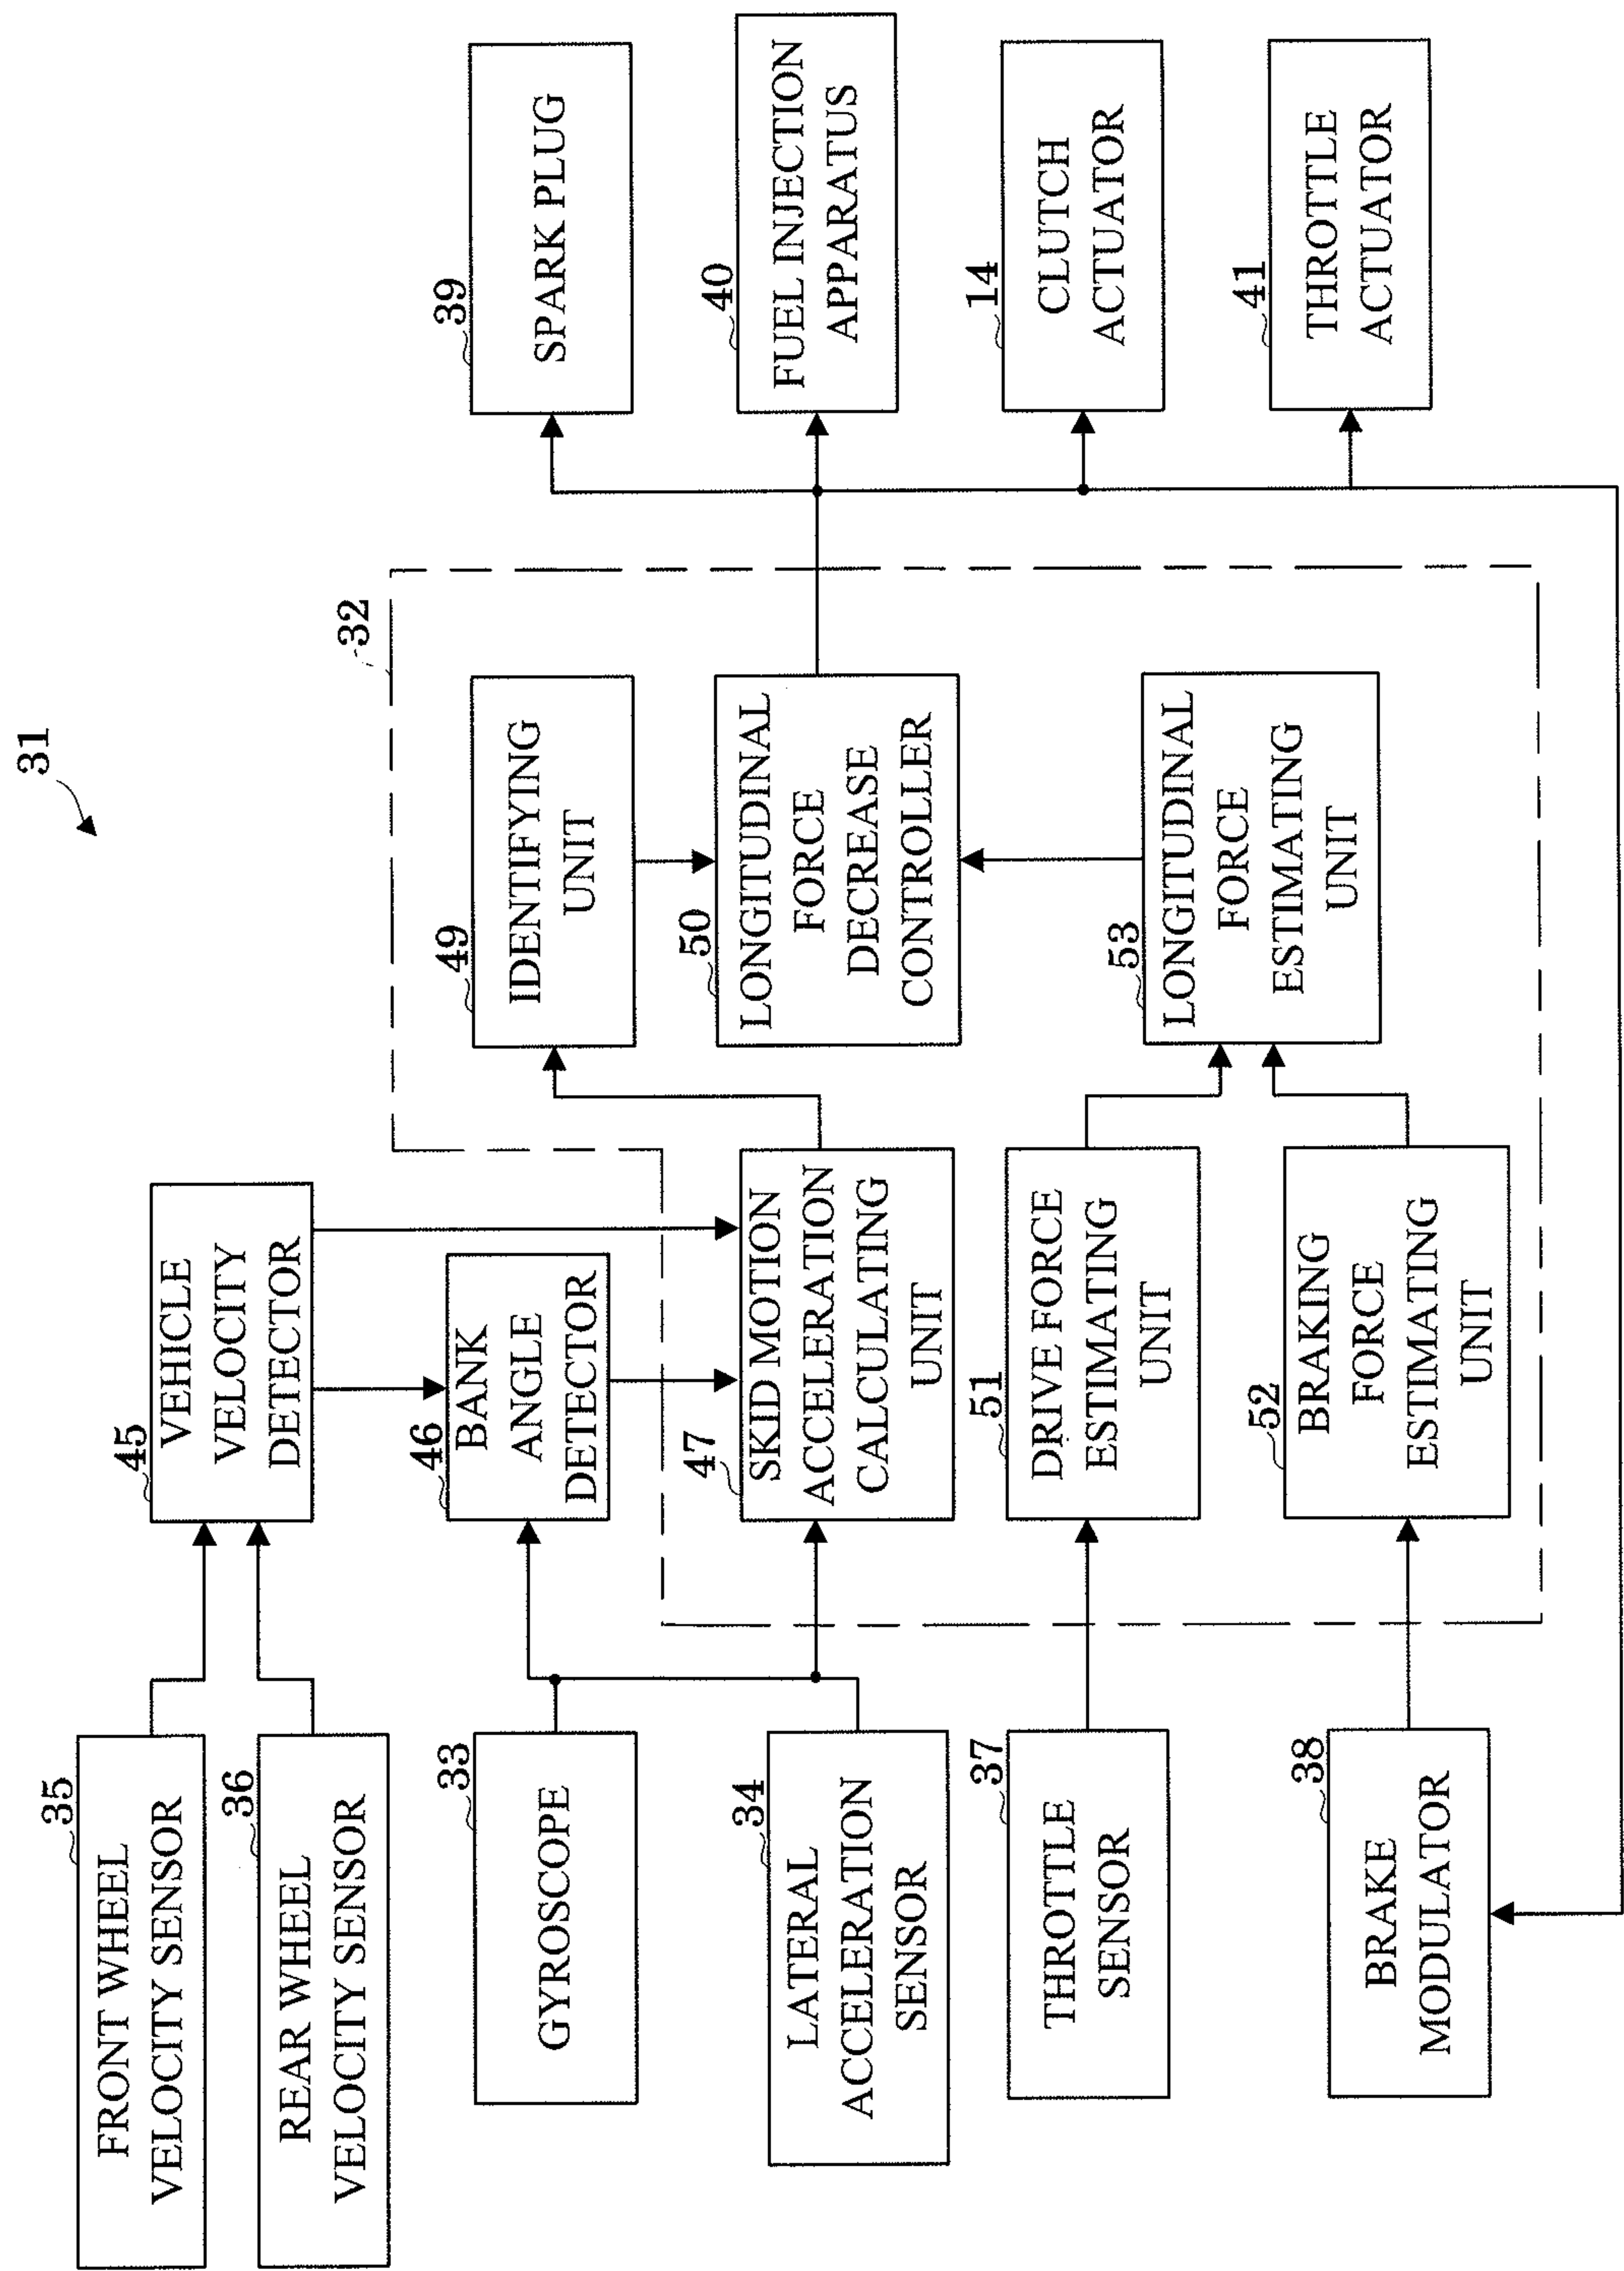 31
35
FRONT WHEEL
VELOCITY SENSOR
36
REAR WHEEL
VELOCITY SENSOR
33
GYROSCOPE
34
LATERAL
ACCELERATION
SENSOR
37
THROTTLE
SENSOR
38
BRAKE
MODULATOR
45
VEHICLE
VELOCITY
DETECTOR
46
BANK
ANGLE
DETECTOR
47
SKID MOTION
ACCELERATION
CALCULATING
UNIT
51
DRIVE FORCE
ESTIMATING
UNIT
52
BRAKING
FORCE
ESTIMATING
UNIT
32
49
IDENTIFYING
UNIT
50
LONGITUDINAL
FORCE
DECREASE
CONTROLLER
53
LONGITUDINAL
FORCE
ESTIMATING
UNIT
39
SPARK PLUG
40
FUEL INJECTION
APPARATUS
14
CLUTCH
ACTUATOR
41
THROTTLE
ACTUATOR